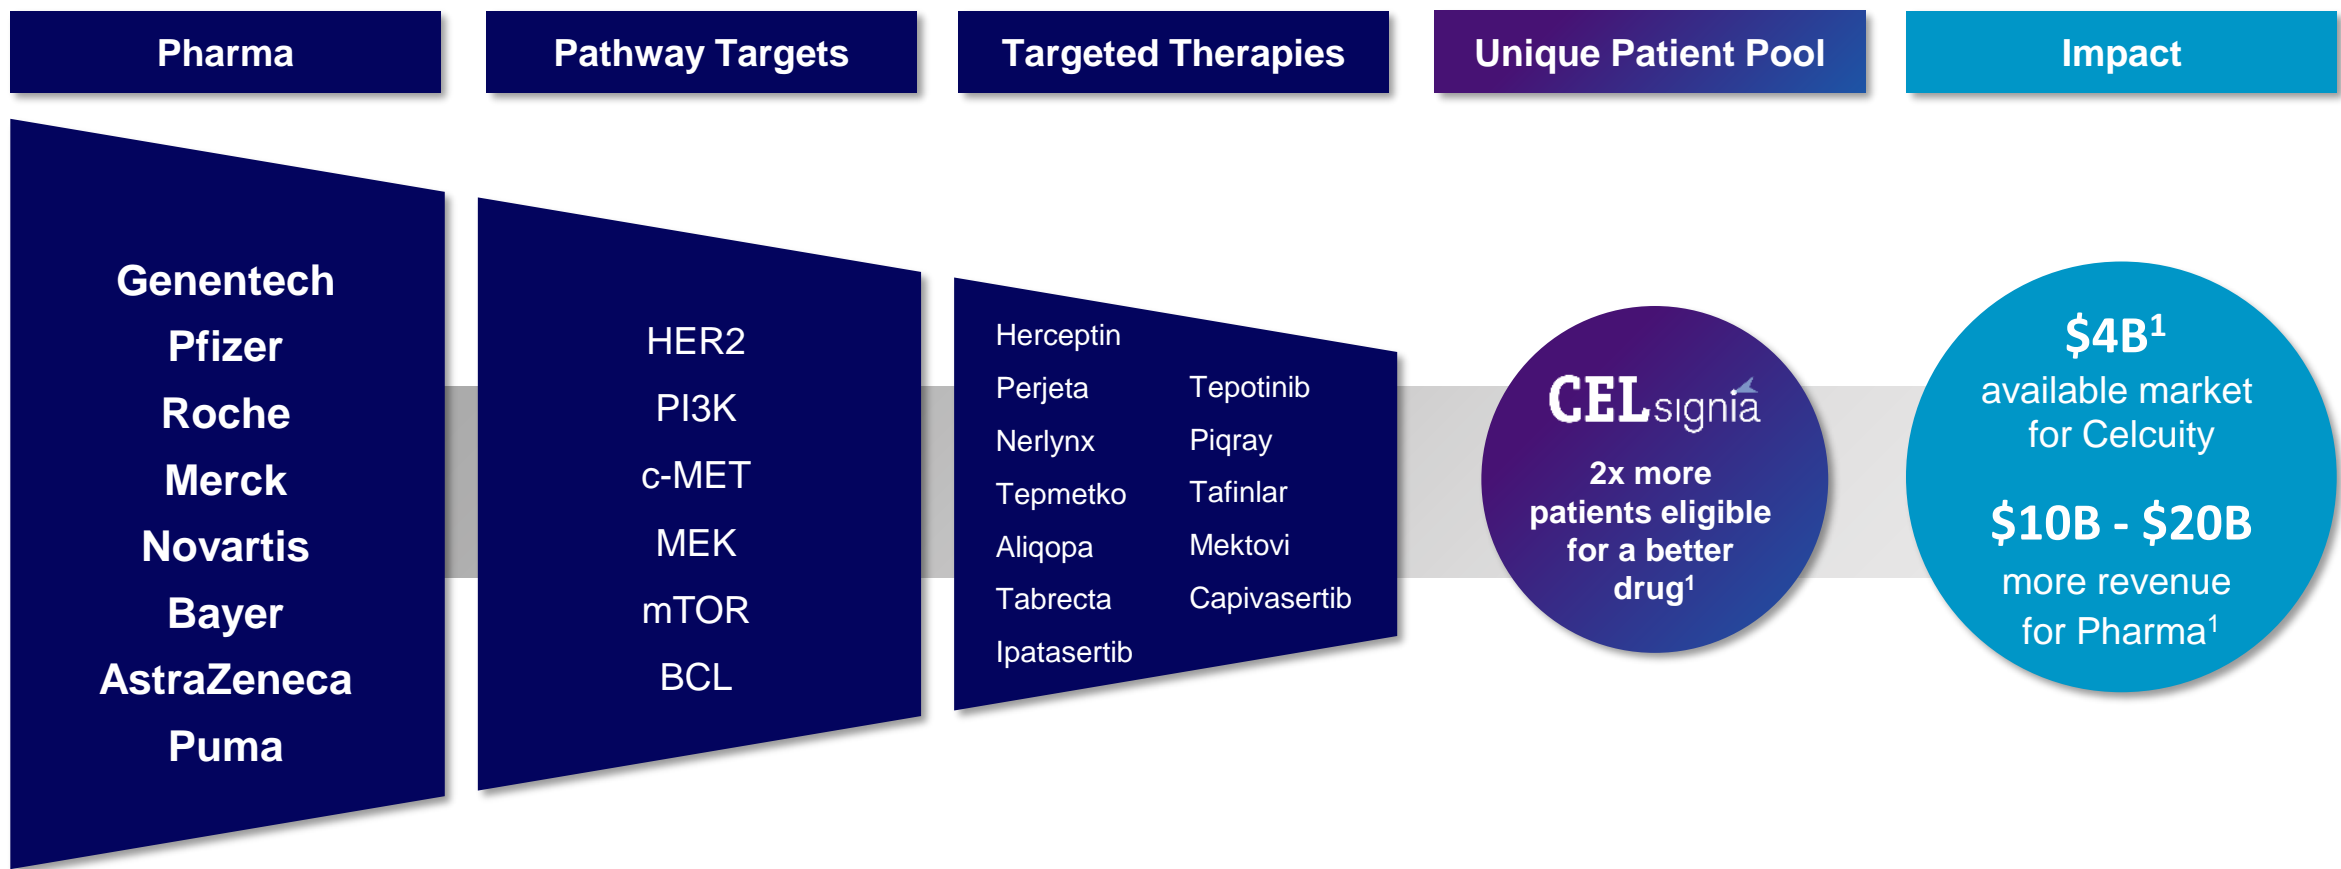 Pharma
Pathway Targets
Targeted Therapies
Unique Patient Pool
Impact
Genentech
Pfizer
Roche
Merck
Novartis
Bayer
AstraZeneca
Puma
HER2
PI3K
c-MET
MEK
mTOR
BCL
Herceptin
Perjeta
Nerlynx
Tepmetko
Aliqopa
Tabrecta
Ipatasertib
Tepotinib
Piqray
Tafinlar
Mektovi
Capivasertib
CELsignia
2x more
patients eligible
for a better
drug¹
$4B¹
available market
for Celcuity
$10B - $20B
more revenue
for Pharma¹